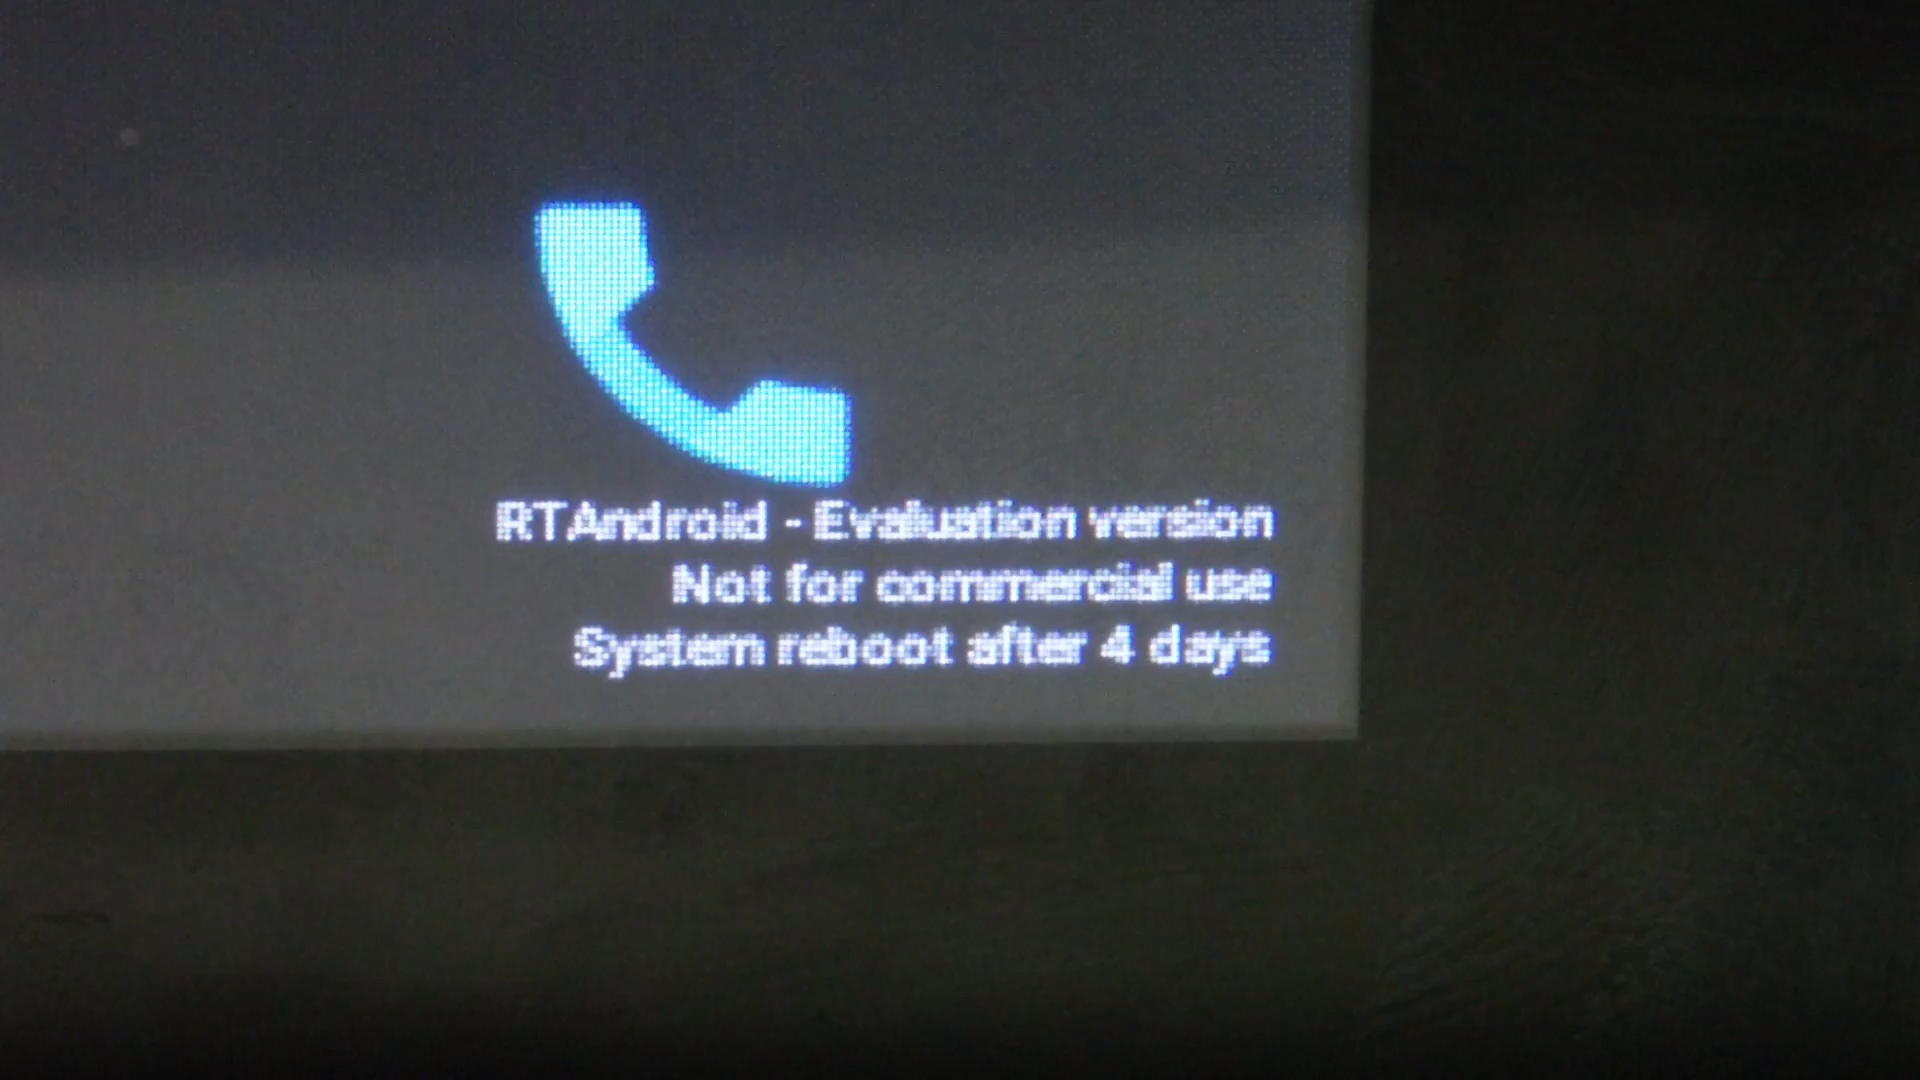 RTAndroid - Evaluation version
Not for commercial use
System reboot after 4 days